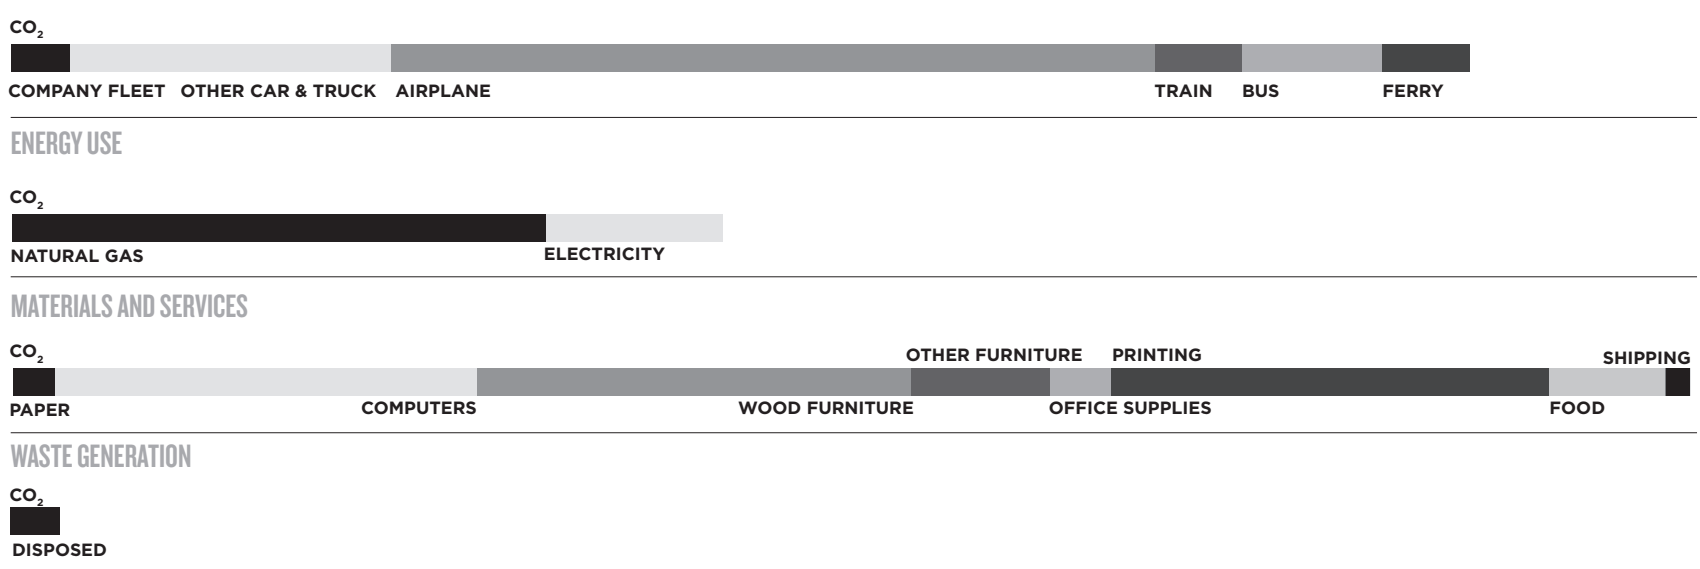 CO₂
COMPANY FLEET OTHER CAR & TRUCK AIRPLANE TRAIN BUS FERRY
ENERGY USE
CO₂
NATURAL GAS ELECTRICITY
MATERIALS AND SERVICES
CO₂ OTHER FURNITURE PRINTING SHIPPING
PAPER COMPUTERS WOOD FURNITURE OFFICE SUPPLIES FOOD
WASTE GENERATION
CO₂
DISPOSED